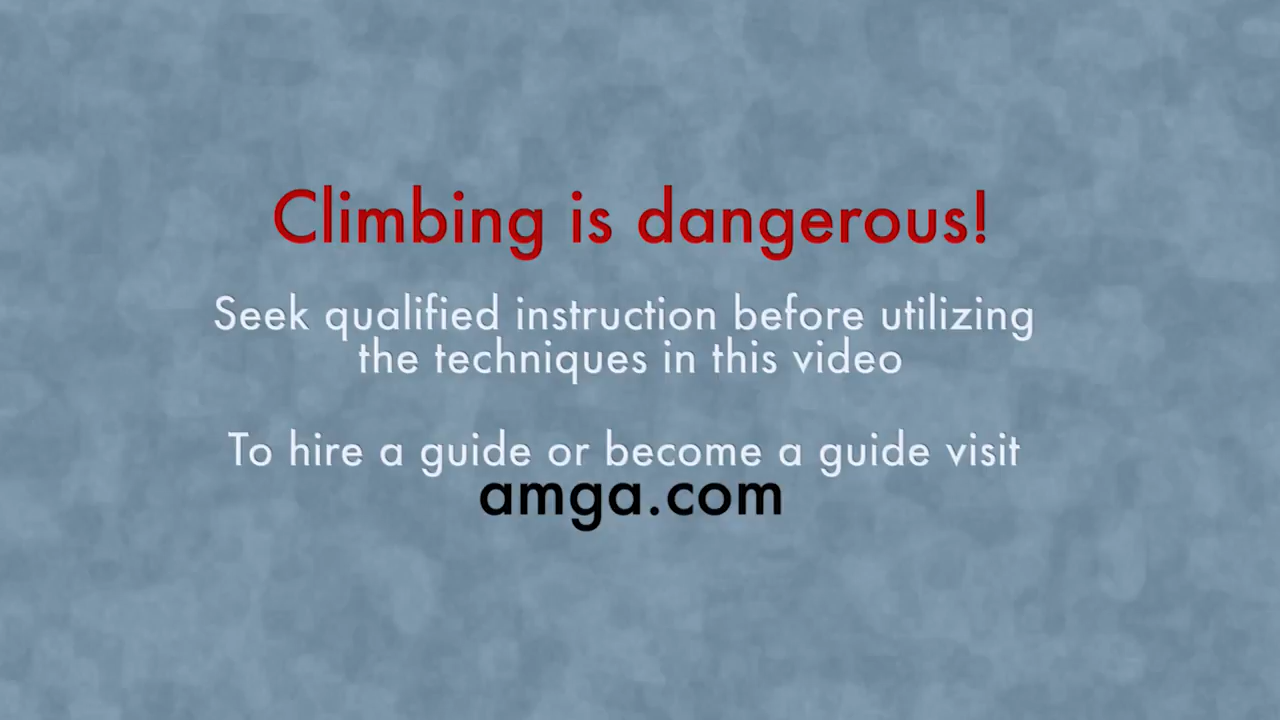 Climbing is dangerous!
Seek qualified instruction before utilizing
the techniques in this video
To hire a guide or become a guide visit
amga.com